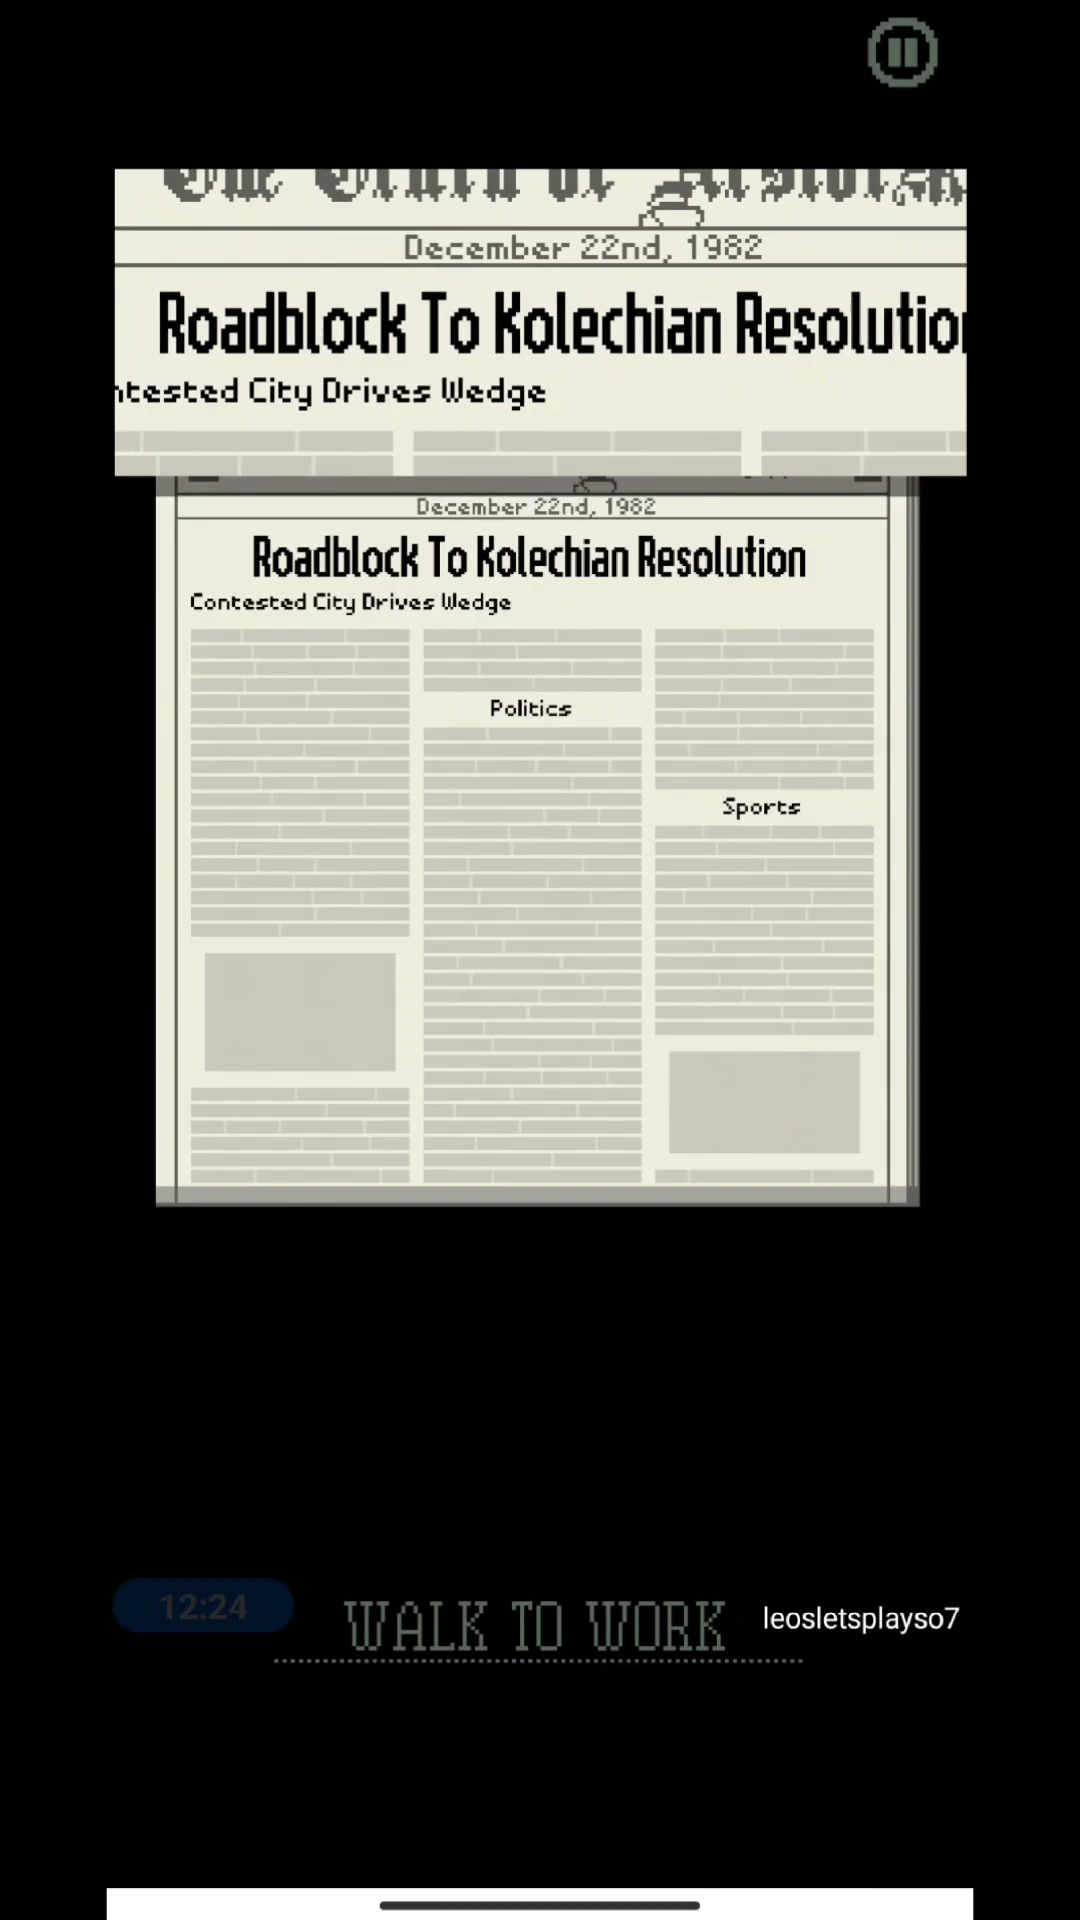 December 22nd, 1982
Roadblock To Kolechian Resolution
ntested City Drives Wedge
December 22nd, 1982
Roadblock To Kolechian Resolution
Contested City Drives Wedge
Politics
Sports
12:24
WALK TO WORK
leosletsplayso7